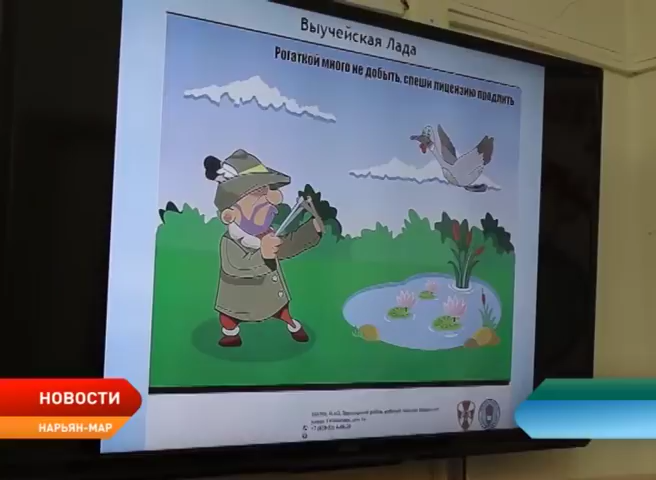 Выучейская Лада
Рогаткой много не добыть, спеши лицензию продлить
НОВОСТИ
НАРЬЯН-МАР